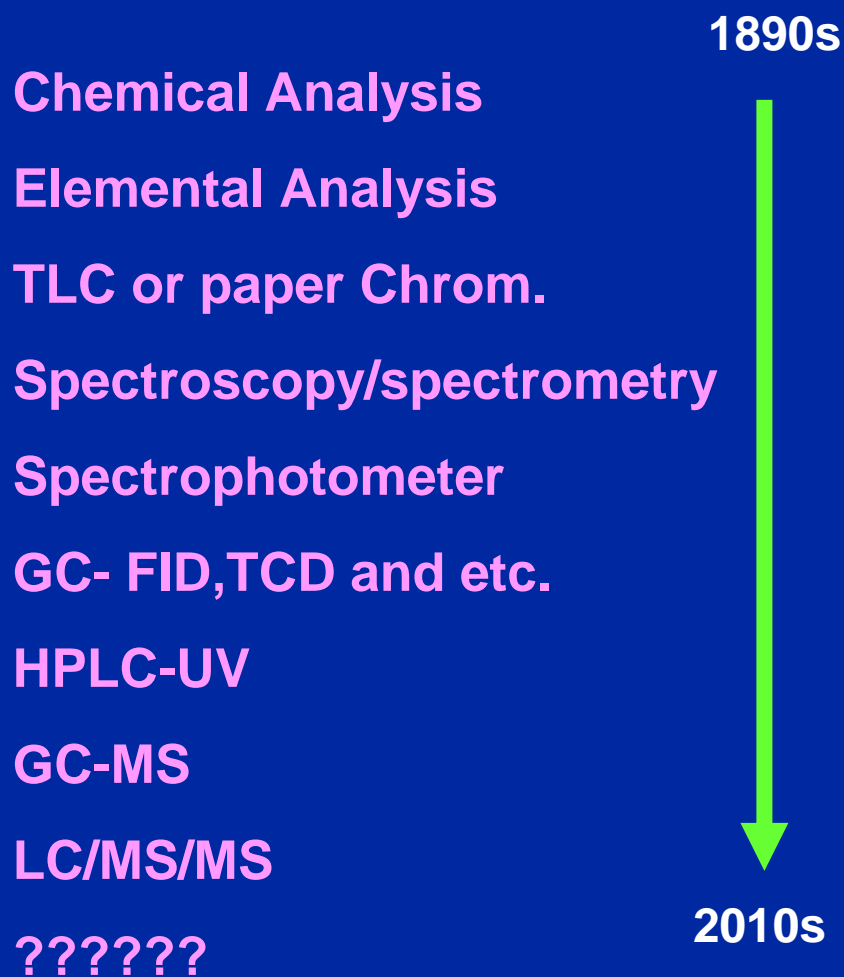 1890s
Chemical Analysis
Elemental Analysis
TLC or paper Chrom.
Spectroscopy/spectrometry
Spectrophotometer
GC- FID,TCD and etc.
HPLC-UV
GC-MS
LC/MS/MS
2010s
??????